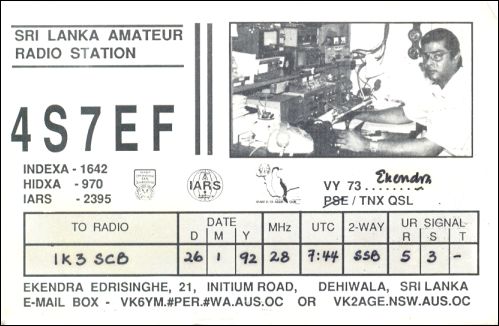 SRI LANKA AMATEUR
RADIO STATION
4S7EF
INDEXA - 1642
HIDXA - 970
IARS - 2395
IARS
VY 73 ........ Ekendra
PSE / TNX QSL
TO RADIO DATE MHz UTC 2-WAY UR SIGNAL
D M Y R S T
IK3 SCB 26 1 92 28 7:44 SSB 5 3 -
EKENDRA EDRISINGHE, 21, INITIUM ROAD, DEHIWALA, SRI LANKA
E-MAIL BOX - VK6YM.#PER.#WA.AUS.OC OR VK2AGE.NSW.AUS.OC